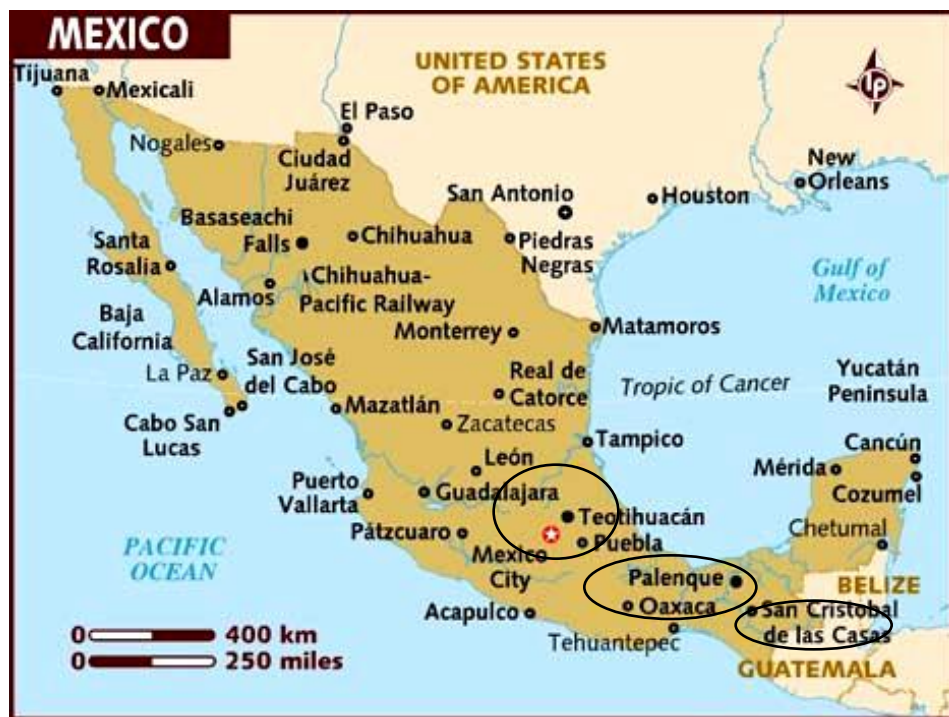 MEXICO
UNITED STATES
OF AMERICA
LP
Tijuana
Mexicali
El Paso
Nogales
Ciudad
Juárez
New
Orleans
San Antonio
Houston
Basaseachi
Falls
Chihuahua
Piedras
Negras
Santa
Rosalia
Gulf of
Mexico
Chihuahua-
Pacific Railway
Alamos
Baja
California
Monterrey
Matamoros
San José
del Cabo
La Paz
Real de
Catorce
Tropic of Cancer
Yucatán
Peninsula
Cabo San
Lucas
Mazatlán
Zacatecas
Tampico
Cancún
León
Mérida
Puerto
Vallarta
Guadalajara
Cozumel
Teotihuacán
Chetumal
Pátzcuaro
Puebla
Mexico
City
PACIFIC
OCEAN
Palenque
BELIZE
Acapulco
Oaxaca
San Cristobal
de las Casas
Tehuantepec
0 400 km
0 250 miles
GUATEMALA